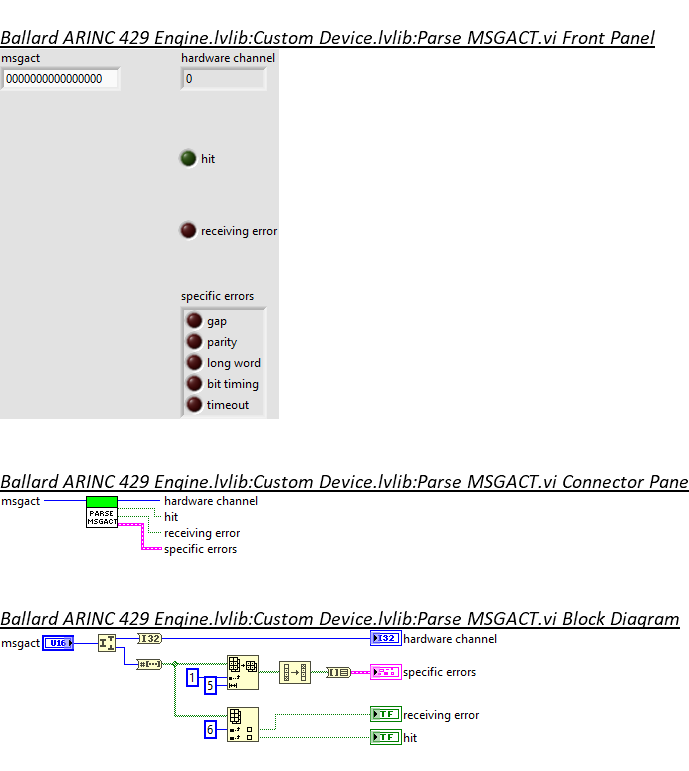 Ballard ARINC 429 Engine.lvlib:Custom Device.lvlib:Parse MSGACT.vi Front Panel
msgact
hardware channel
0000000000000000
0
hit
receiving error
specific errors
gap
parity
long word
bit timing
timeout
Ballard ARINC 429 Engine.lvlib:Custom Device.lvlib:Parse MSGACT.vi Connector Pane
msgact
hardware channel
PARSE
MSGACT
hit
receiving error
specific errors
Ballard ARINC 429 Engine.lvlib:Custom Device.lvlib:Parse MSGACT.vi Block Diagram
msgact
U16
I32
I32
hardware channel
#[...]
1
5
specific errors
6
TF
receiving error
TF
hit